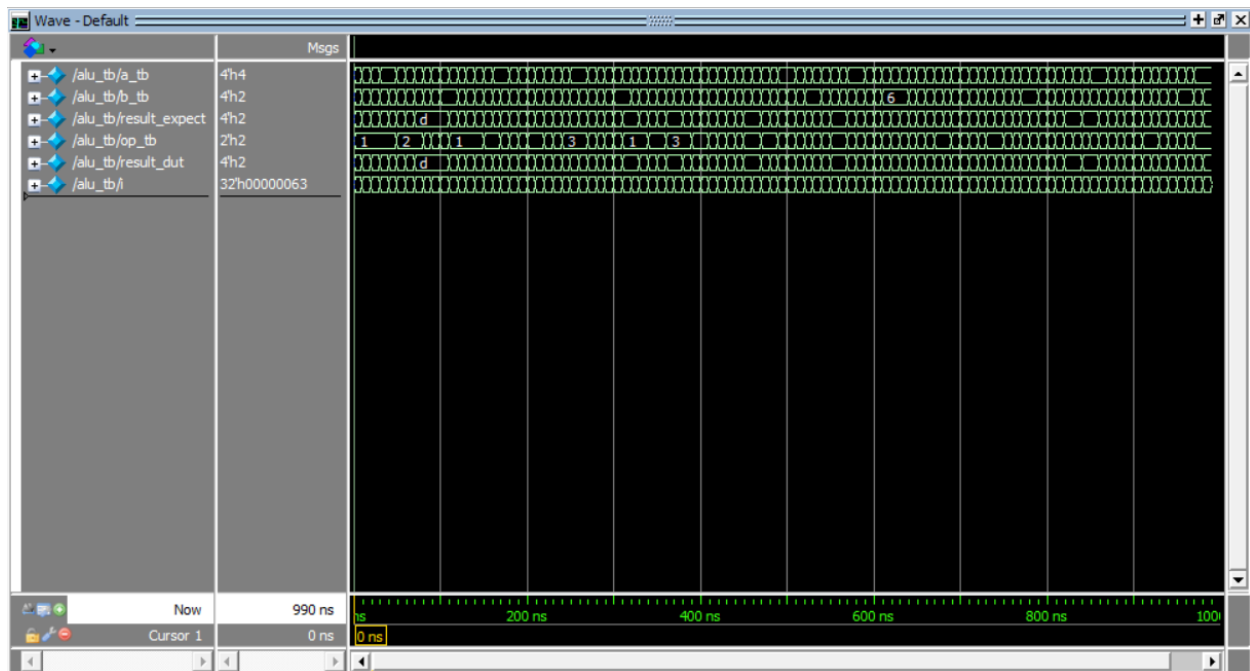 Wave - Default
Msgs
/alu_tb/a_tb 4'h4
/alu_tb/b_tb 4'h2 6
/alu_tb/result_expect 4'h2 d
/alu_tb/op_tb 2'h2 1 2 1 3 1 3
/alu_tb/result_dut 4'h2 d
/alu_tb/i 32'h00000063
Now 990 ns ns 200 ns 400 ns 600 ns 800 ns 100
Cursor 1 0 ns 0 ns